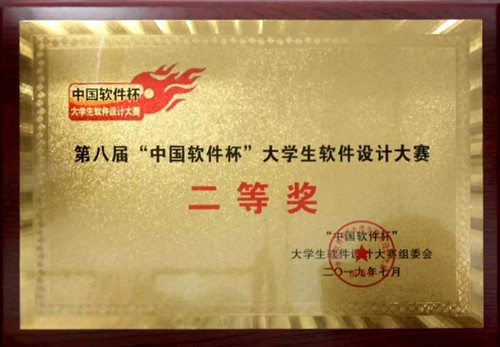 中国软件杯
大学生软件设计大赛
第八届“中国软件杯”大学生软件设计大赛
二等奖
“中国软件杯”
大学生软件设计大赛组委会
二〇一九年七月